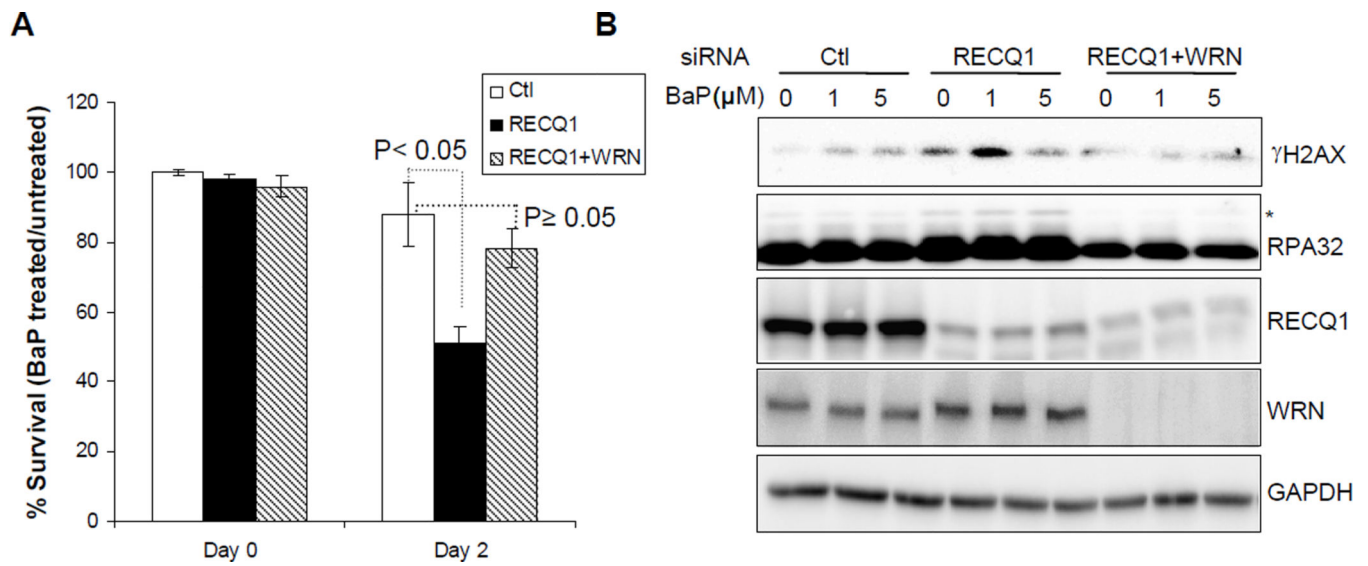 A
% Survival (BaP treated/untreated)
120
100
80
60
40
20
0
Day 0
Day 2
Ctl
RECQ1
RECQ1+WRN
P< 0.05
P≥ 0.05
B
siRNA Ctl RECQ1 RECQ1+WRN
BaP(μM) 0 1 5 0 1 5 0 1 5
γH2AX
*
RPA32
RECQ1
WRN
GAPDH